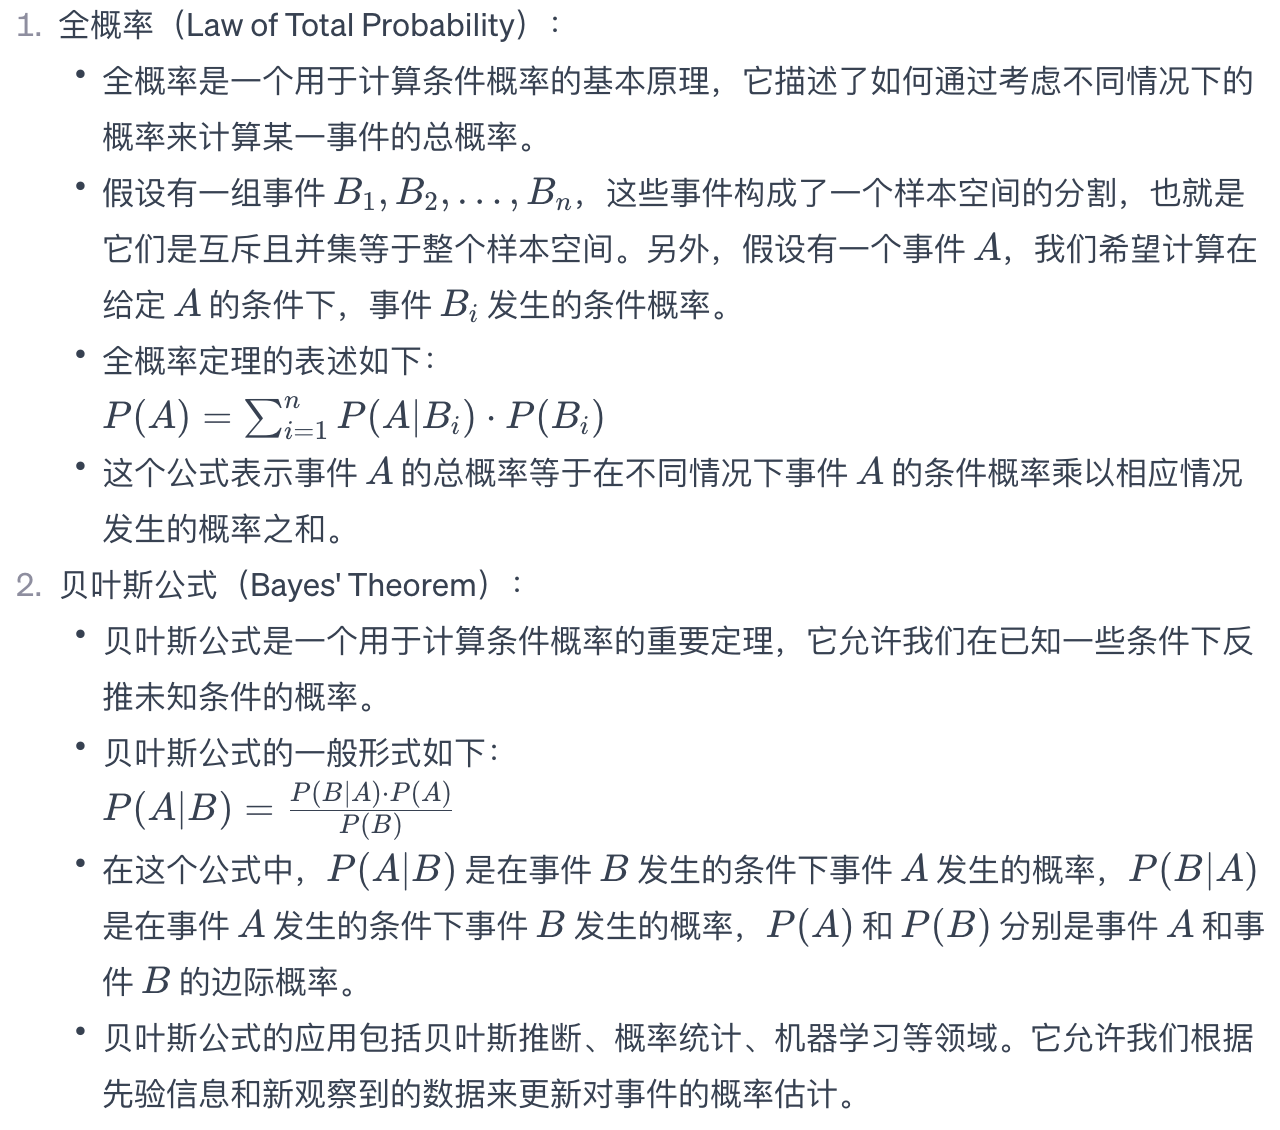 1. 全概率（Law of Total Probability）：
• 全概率是一个用于计算条件概率的基本原理，它描述了如何通过考虑不同情况下的
概率来计算某一事件的总概率。
• 假设有一组事件 B₁, B₂, . . . , Bₙ，这些事件构成了一个样本空间的分割，也就是
它们是互斥且并集等于整个样本空间。另外，假设有一个事件 A，我们希望计算在
给定 A 的条件下，事件 Bᵢ 发生的条件概率。
• 全概率定理的表述如下：
P(A) = ∑ⁿᵢ₌₁ P(A|Bᵢ) · P(Bᵢ)
• 这个公式表示事件 A 的总概率等于在不同情况下事件 A 的条件概率乘以相应情况
发生的概率之和。
2. 贝叶斯公式（Bayes' Theorem）：
• 贝叶斯公式是一个用于计算条件概率的重要定理，它允许我们在已知一些条件下反
推未知条件的概率。
• 贝叶斯公式的一般形式如下：
P(A|B) = P(B|A)·P(A) / P(B)
• 在这个公式中，P(A|B) 是在事件 B 发生的条件下事件 A 发生的概率，P(B|A)
是在事件 A 发生的条件下事件 B 发生的概率，P(A) 和 P(B) 分别是事件 A 和事
件 B 的边际概率。
• 贝叶斯公式的应用包括贝叶斯推断、概率统计、机器学习等领域。它允许我们根据
先验信息和新观察到的数据来更新对事件的概率估计。